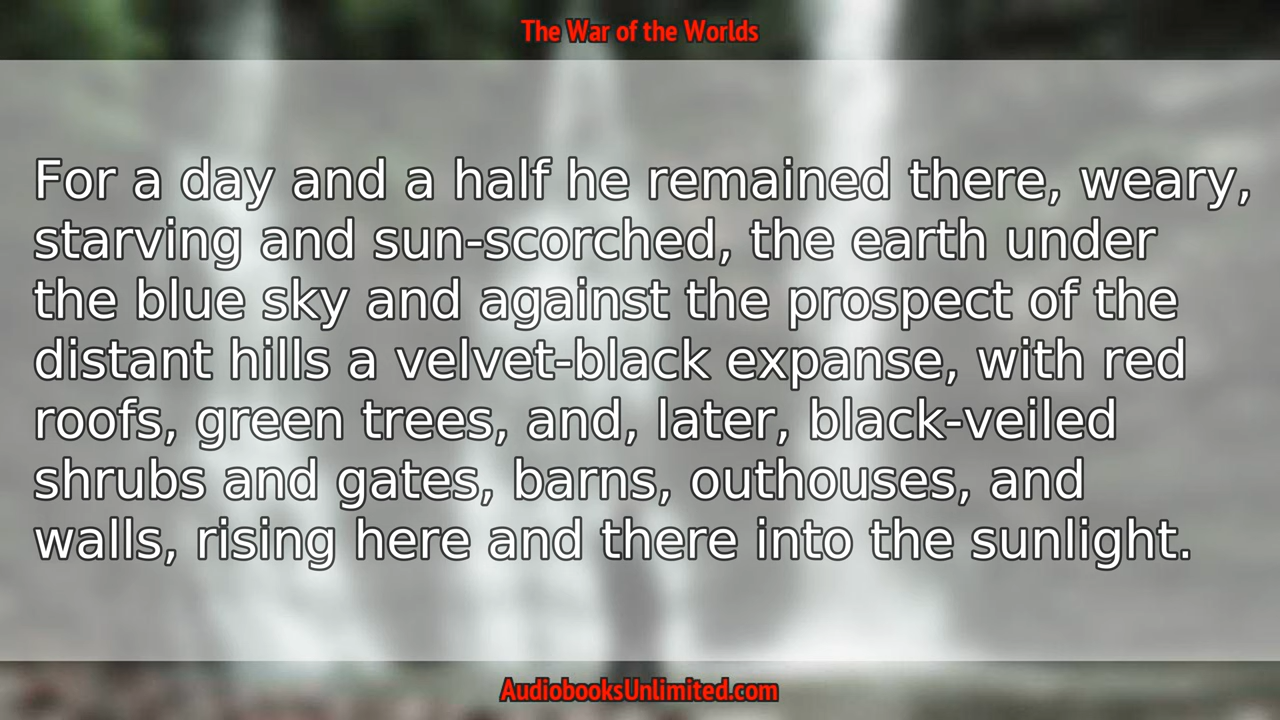 The War of the Worlds
For a day and a half he remained there, weary,
starving and sun-scorched, the earth under
the blue sky and against the prospect of the
distant hills a velvet-black expanse, with red
roofs, green trees, and, later, black-veiled
shrubs and gates, barns, outhouses, and
walls, rising here and there into the sunlight.
AudiobooksUnlimited.com